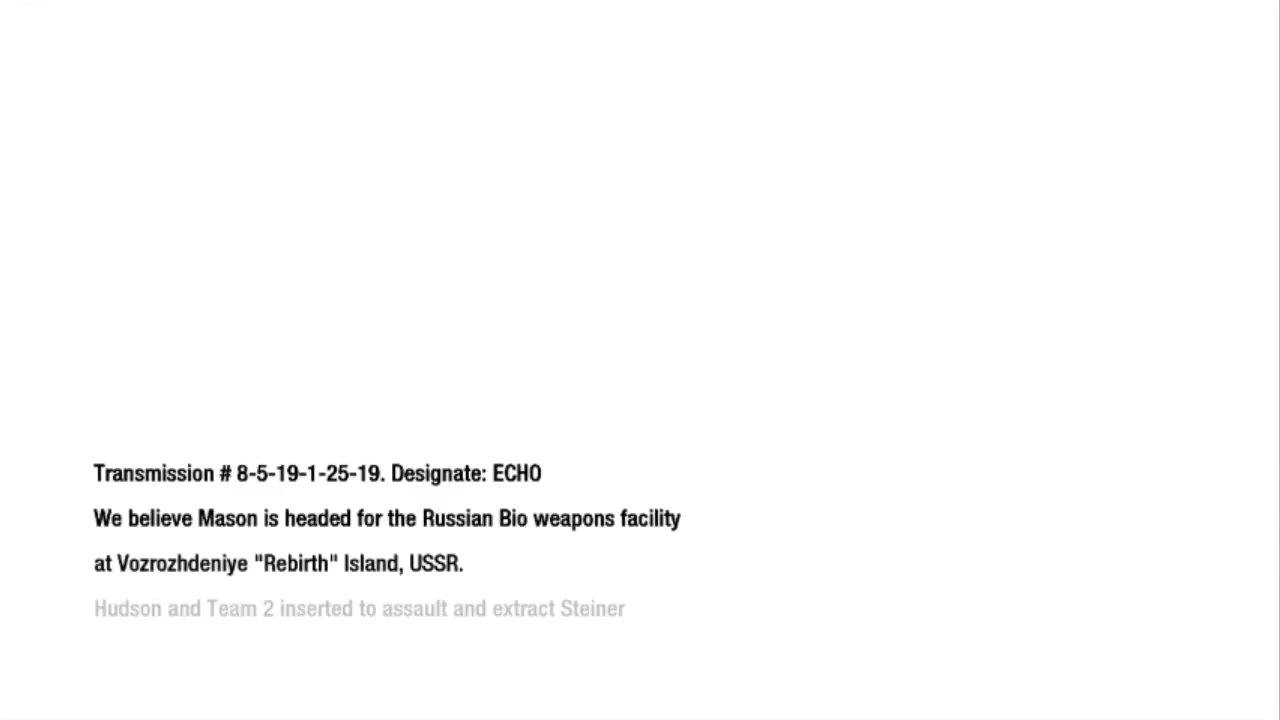 Transmission # 8-5-19-1-25-19. Designate: ECHO
We believe Mason is headed for the Russian Bio weapons facility
at Vozrozhdeniye "Rebirth" Island, USSR.
Hudson and Team 2 inserted to assault and extract Steiner